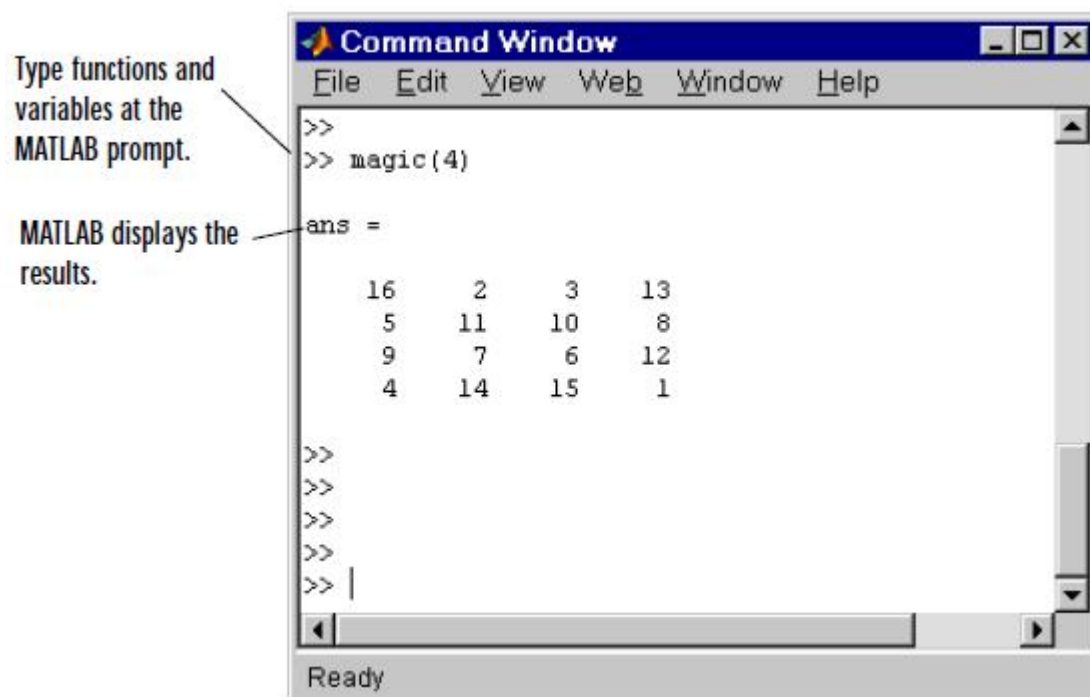 Type functions and
variables at the
MATLAB prompt.
MATLAB displays the
results.
Command Window
File Edit View Web Window Help
>>
>> magic(4)
ans =
16 2 3 13
5 11 10 8
9 7 6 12
4 14 15 1
>>
>>
>>
>>
>>
Ready